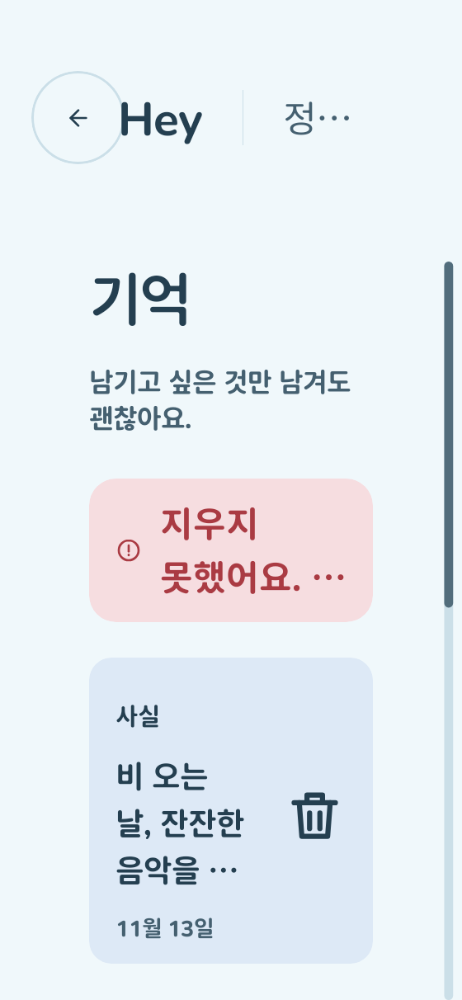 Hey
정…
기억
남기고 싶은 것만 남겨도
괜찮아요.
지우지
못했어요. …
사실
비 오는
날, 잔잔한
음악을 …
11월 13일